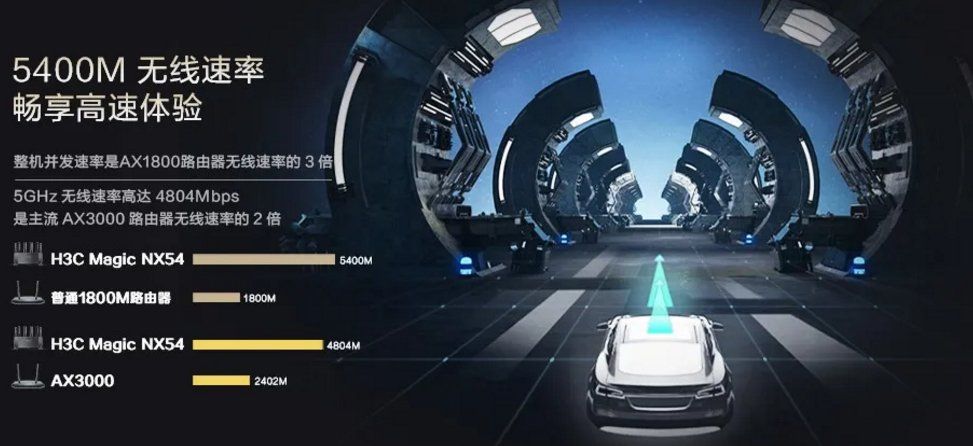 5400M 无线速率
畅享高速体验
整机并发速率是AX1800路由器无线速率的 3 倍
5GHz 无线速率高达 4804Mbps
是主流 AX3000 路由器无线速率的 2 倍
H3C Magic NX54 5400M
普通1800M路由器 1800M
H3C Magic NX54 4804M
AX3000 2402M